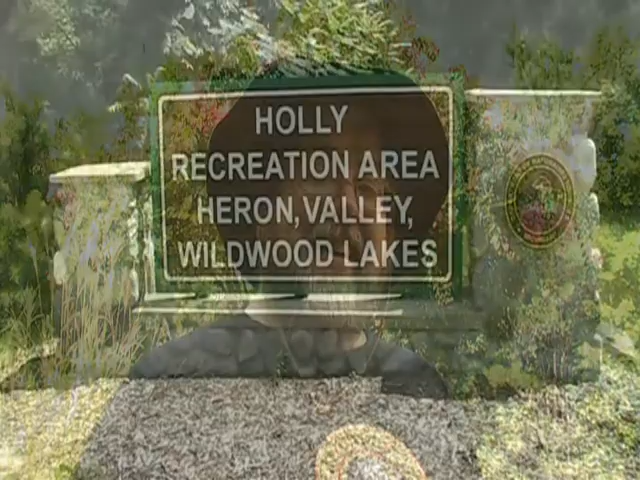 HOLLY
RECREATION AREA
HERON, VALLEY,
WILDWOOD LAKES